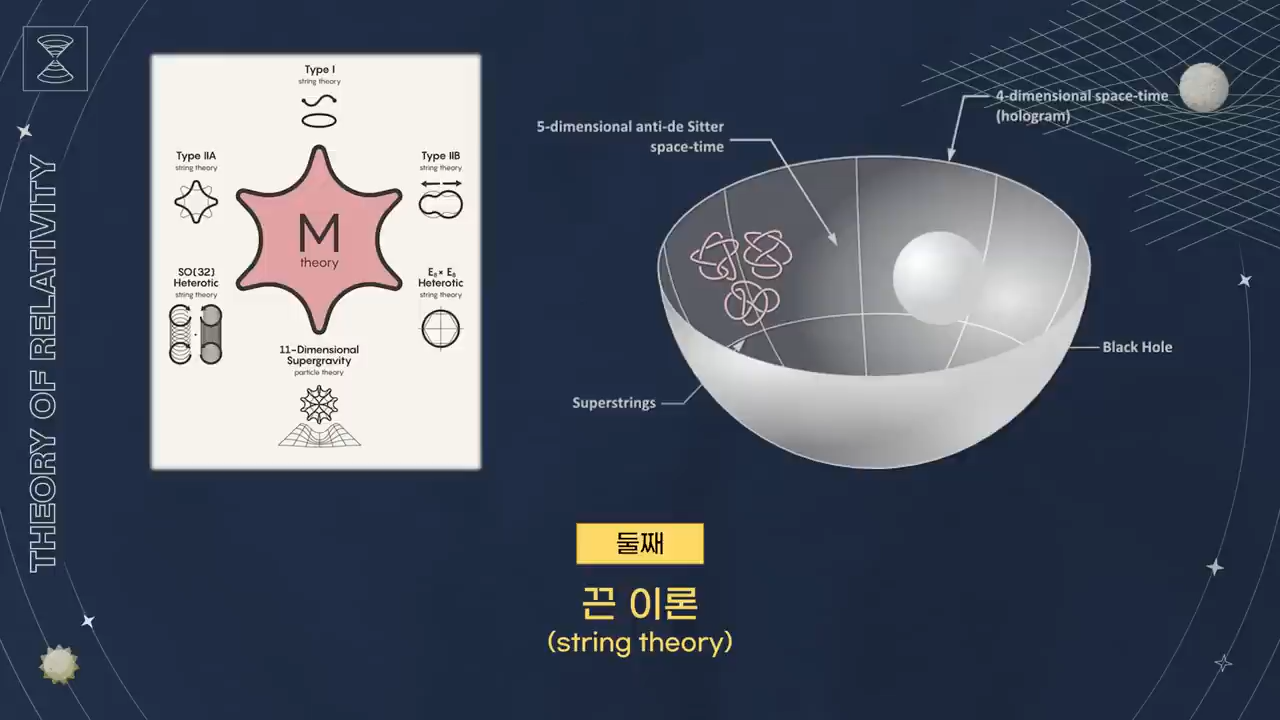 THEORY OF RELATIVITY
Type I
string theory
Type IIA
string theory
Type IIB
string theory
M
theory
SO(32)
Heterotic
string theory
E₈× E₈
Heterotic
string theory
11-Dimensional
Supergravity
particle theory
5-dimensional anti-de Sitter
space-time
4-dimensional space-time
(hologram)
Black Hole
Superstrings
둘째
끈 이론
(string theory)